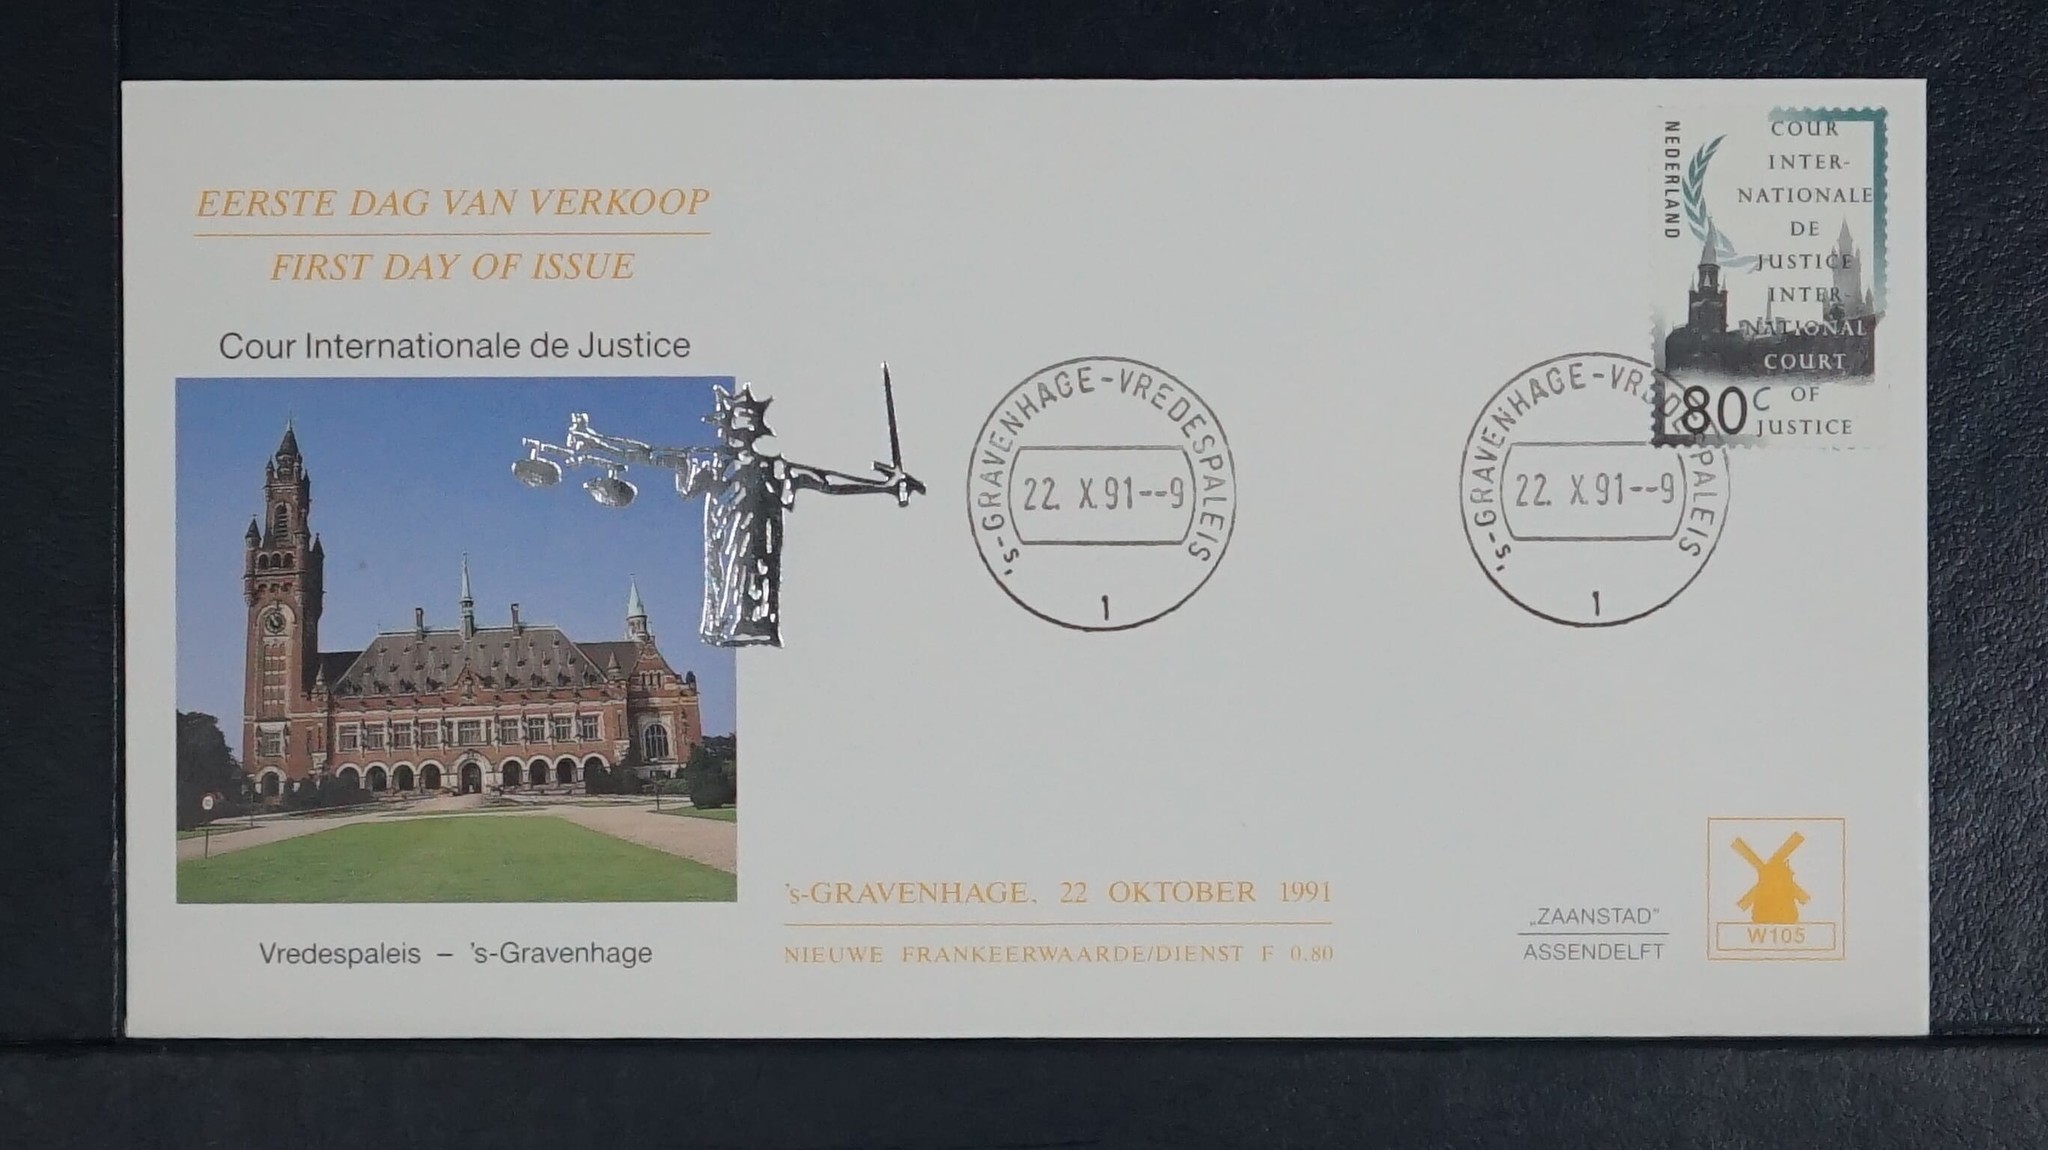 EERSTE DAG VAN VERKOOP
FIRST DAY OF ISSUE
Cour Internationale de Justice
Vredespaleis – 's-Gravenhage
's-GRAVENHAGE-VREDESPALEIS
22. X.91--9
1
's-GRAVENHAGE-VREDESPALEIS
22. X.91--9
1
NEDERLAND
COUR
INTER-
NATIONALE
DE
JUSTICE
INTER-
NATIONAL
COURT
OF
JUSTICE
80c
's-GRAVENHAGE, 22 OKTOBER 1991
NIEUWE FRANKEERWAARDE/DIENST F 0.80
„ZAANSTAD”
ASSENDELFT
W105